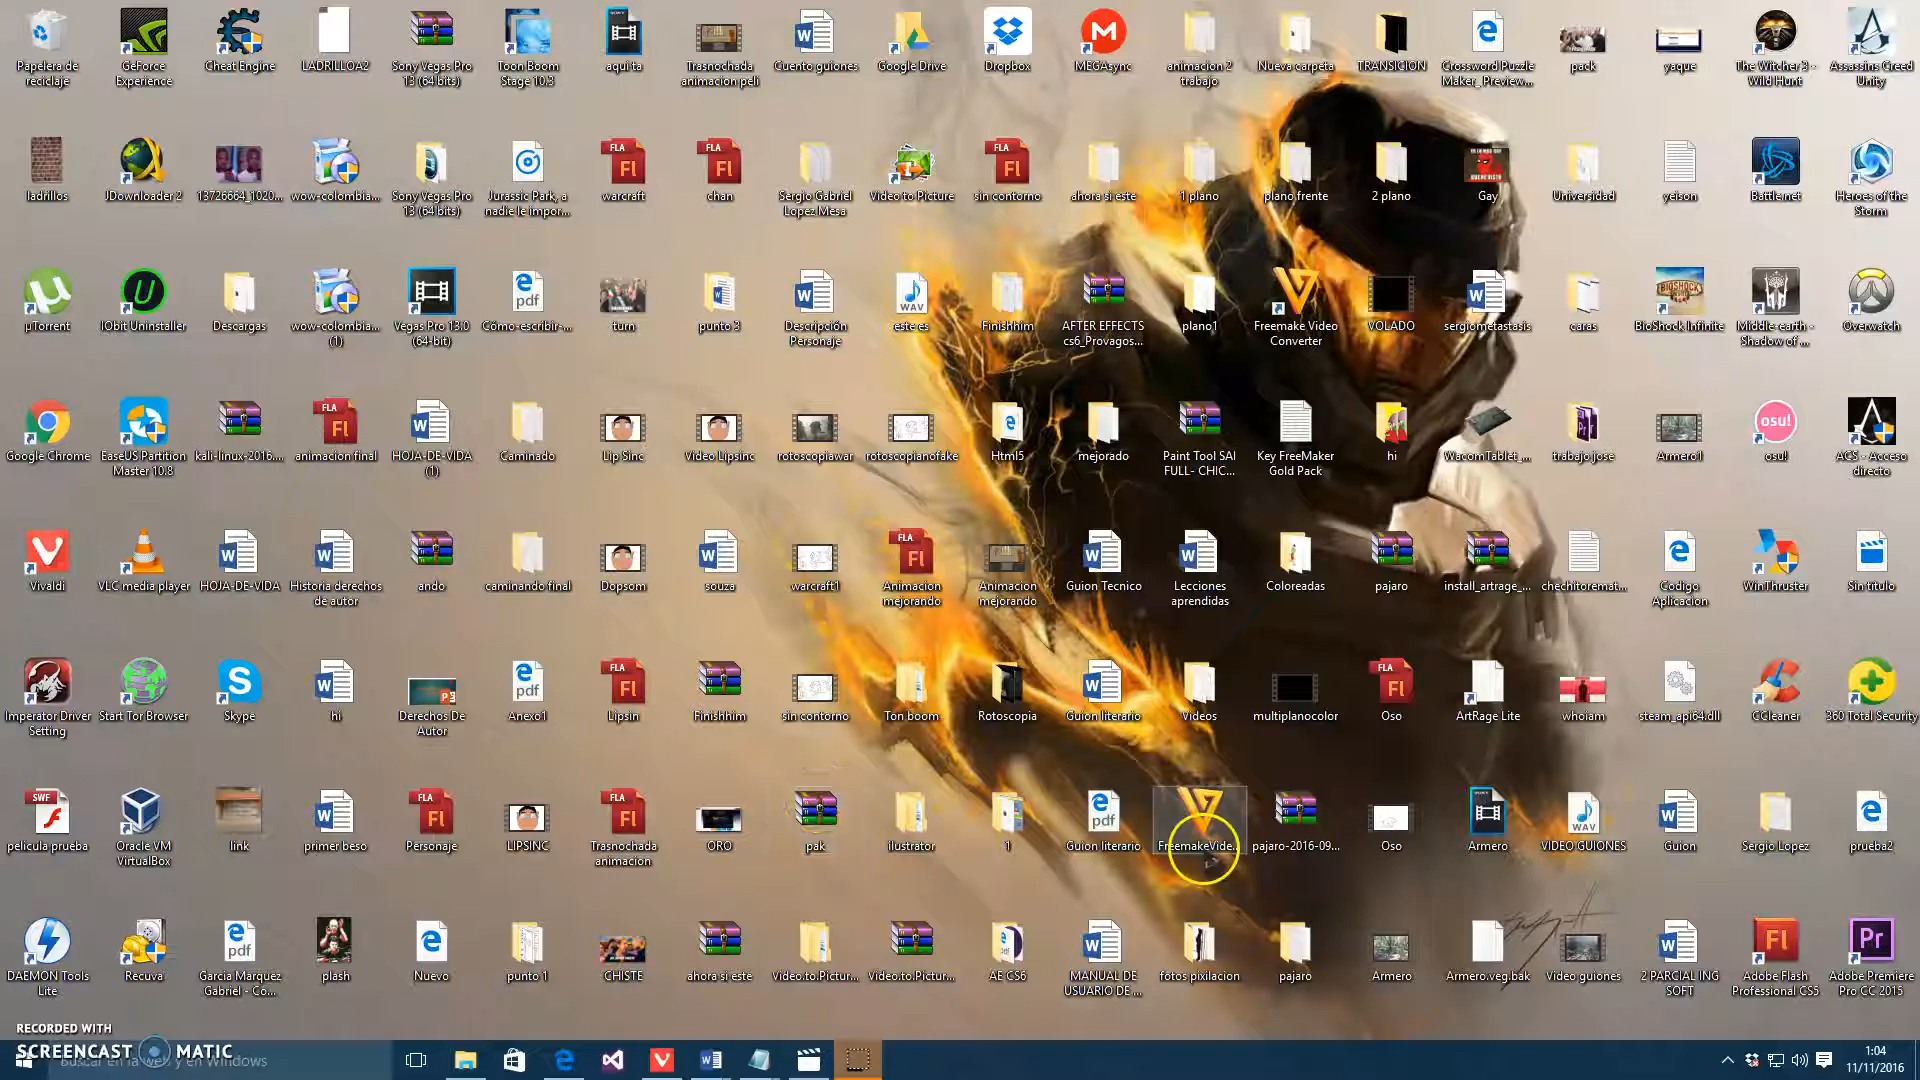 Papelera de reciclaje
GeForce Experience
Cheat Engine
LADRILLOA2
Sony Vegas Pro 13 (64 bits)
Toon Boom Stage 10.3
aqui ta
Trasnochada animacion peli
Cuento guiones
Google Drive
Dropbox
MEGAsync
animacion 2 trabajo
Nueva carpeta
TRANSICION
Crossword Puzzle Maker_Preview...
pack
yaque
The Witcher 3 - Wild Hunt
Assassins Creed Unity
ladrillos
JDownloader 2
13726664_1020...
wow-colombia...
Sony Vegas Pro 13 (64 bits)
Jurassic Park, a nadie le impor...
warcraft
chan
Sergio Gabriel Lopez Mesa
Video to Picture
sin contorno
ahora si este
1 plano
plano frente
2 plano
Gay
Universidad
yeison
Battle.net
Heroes of the Storm
µTorrent
IObit Uninstaller
Descargas
wow-colombia... (1)
Vegas Pro 13.0 (64-bit)
Cómo-escribir-...
turn
punto 3
Descripción Personaje
este es
Finishhim
AFTER EFFECTS cs6_Provagos...
plano1
Freemake Video Converter
VOLADO
sergiometastasis
caras
BioShock Infinite
Middle-earth - Shadow of ...
Overwatch
Google Chrome
EaseUS Partition Master 10.8
kali-linux-2016....
animacion final
HOJA-DE-VIDA (1)
Caminado
Lip Sinc
Video Lipsinc
rotoscopiawar
rotoscopianofake
Html5
mejorado
Paint Tool SAI FULL- CHIC...
Key FreeMaker Gold Pack
hi
WacomTablet_...
trabajo jose
Armero1
osu!
ACS - Acceso directo
Vivaldi
VLC media player
HOJA-DE-VIDA
Historia derechos de autor
ando
caminando final
Dopsom
souza
warcraft1
Animacion mejorando
Animacion mejorando
Guion Tecnico
Lecciones aprendidas
Coloreadas
pajaro
install_artrage_...
chechitoremat...
Codigo Aplicacion
WinThruster
Sin titulo
Imperator Driver Setting
Start Tor Browser
Skype
hi
Derechos De Autor
Anexo1
Lipsin
Finishhim
sin contorno
Ton boom
Rotoscopia
Guion literario
Videos
multiplanocolor
Oso
ArtRage Lite
whoiam
steam_api64.dll
CCleaner
360 Total Security
pelicula prueba
Oracle VM VirtualBox
link
primer beso
Personaje
LIPSINC
Trasnochada animacion
ORO
pak
ilustrator
1
Guion literario
FreemakeVide...
pajaro-2016-09...
Oso
Armero
VIDEO GUIONES
Guion
Sergio Lopez
prueba2
DAEMON Tools Lite
Recuva
Garcia Marquez Gabriel - Co...
plash
Nuevo
punto 1
CHISTE
ahora si este
Video.to.Pictur...
Video.to.Pictur...
AE CS6
MANUAL DE USUARIO DE ...
fotos pixilacion
pajaro
Armero
Armero.veg.bak
Video guiones
2 PARCIAL ING SOFT
Adobe Flash Professional CS5
Adobe Premiere Pro CC 2015
RECORDED WITH
SCREENCAST MATIC
Buscar en la web y en Windows
1:04
11/11/2016